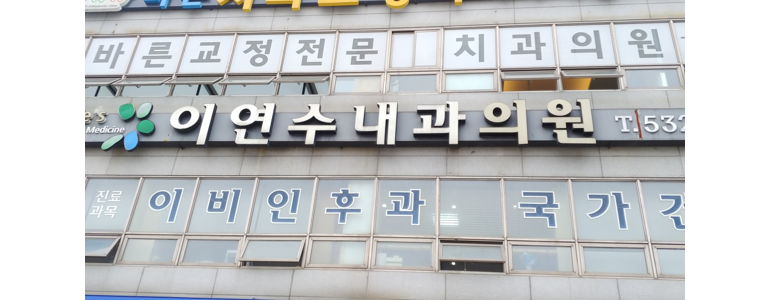 바른교정전문 치과의원
e's
Medicine
이연수내과의원 T.532
진료
과목
이비인후과 국가건